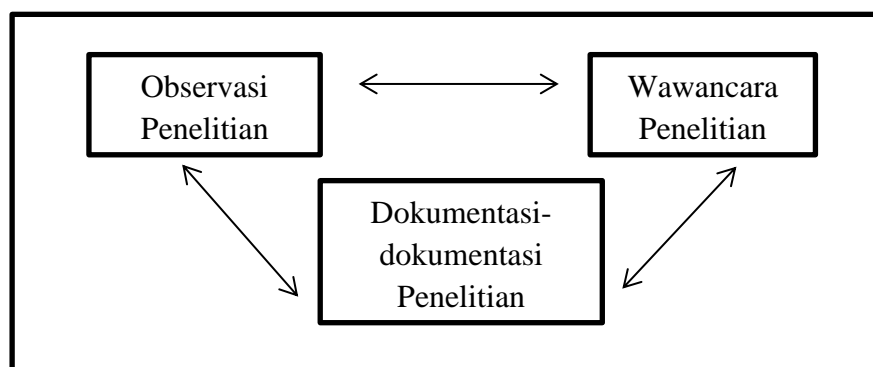 Observasi
Penelitian
Wawancara
Penelitian
Dokumentasi-
dokumentasi
Penelitian